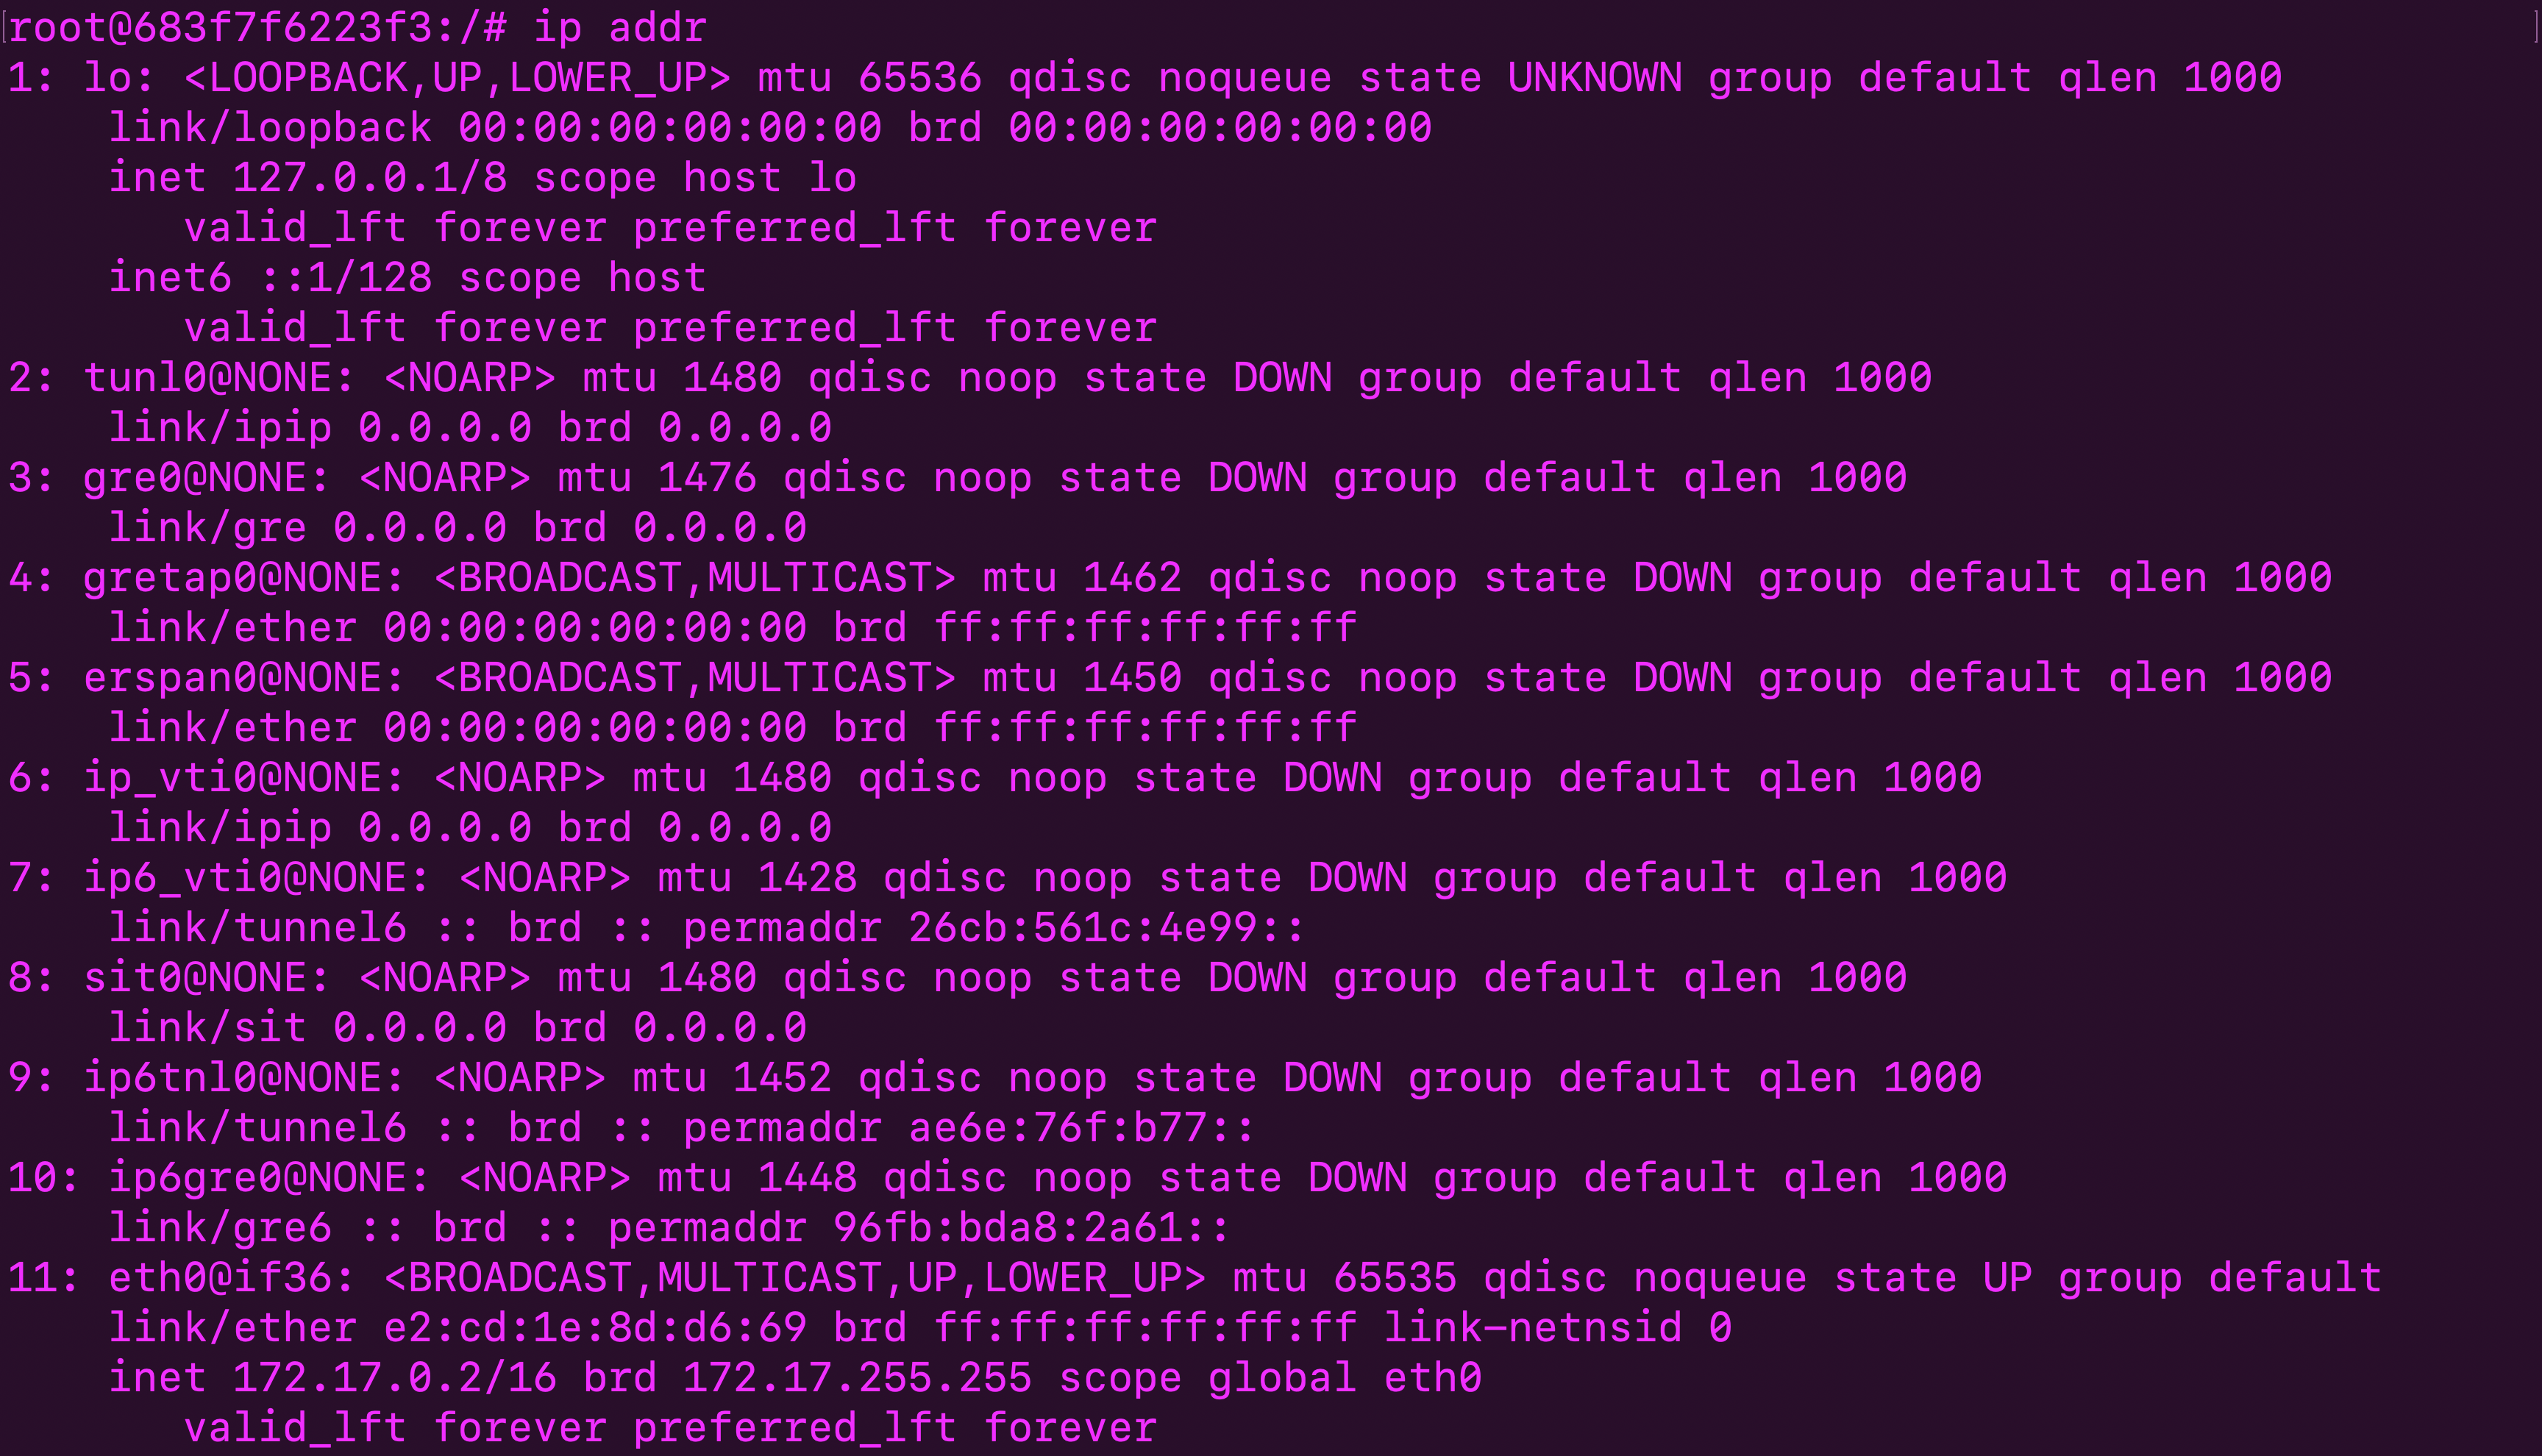 [root@683f7f6223f3:/# ip addr ]
1: lo: <LOOPBACK,UP,LOWER_UP> mtu 65536 qdisc noqueue state UNKNOWN group default qlen 1000
    link/loopback 00:00:00:00:00:00 brd 00:00:00:00:00:00
    inet 127.0.0.1/8 scope host lo
       valid_lft forever preferred_lft forever
    inet6 ::1/128 scope host
       valid_lft forever preferred_lft forever
2: tunl0@NONE: <NOARP> mtu 1480 qdisc noop state DOWN group default qlen 1000
    link/ipip 0.0.0.0 brd 0.0.0.0
3: gre0@NONE: <NOARP> mtu 1476 qdisc noop state DOWN group default qlen 1000
    link/gre 0.0.0.0 brd 0.0.0.0
4: gretap0@NONE: <BROADCAST,MULTICAST> mtu 1462 qdisc noop state DOWN group default qlen 1000
    link/ether 00:00:00:00:00:00 brd ff:ff:ff:ff:ff:ff
5: erspan0@NONE: <BROADCAST,MULTICAST> mtu 1450 qdisc noop state DOWN group default qlen 1000
    link/ether 00:00:00:00:00:00 brd ff:ff:ff:ff:ff:ff
6: ip_vti0@NONE: <NOARP> mtu 1480 qdisc noop state DOWN group default qlen 1000
    link/ipip 0.0.0.0 brd 0.0.0.0
7: ip6_vti0@NONE: <NOARP> mtu 1428 qdisc noop state DOWN group default qlen 1000
    link/tunnel6 :: brd :: permaddr 26cb:561c:4e99::
8: sit0@NONE: <NOARP> mtu 1480 qdisc noop state DOWN group default qlen 1000
    link/sit 0.0.0.0 brd 0.0.0.0
9: ip6tnl0@NONE: <NOARP> mtu 1452 qdisc noop state DOWN group default qlen 1000
    link/tunnel6 :: brd :: permaddr ae6e:76f:b77::
10: ip6gre0@NONE: <NOARP> mtu 1448 qdisc noop state DOWN group default qlen 1000
    link/gre6 :: brd :: permaddr 96fb:bda8:2a61::
11: eth0@if36: <BROADCAST,MULTICAST,UP,LOWER_UP> mtu 65535 qdisc noqueue state UP group default
    link/ether e2:cd:1e:8d:d6:69 brd ff:ff:ff:ff:ff:ff link-netnsid 0
    inet 172.17.0.2/16 brd 172.17.255.255 scope global eth0
       valid_lft forever preferred_lft forever